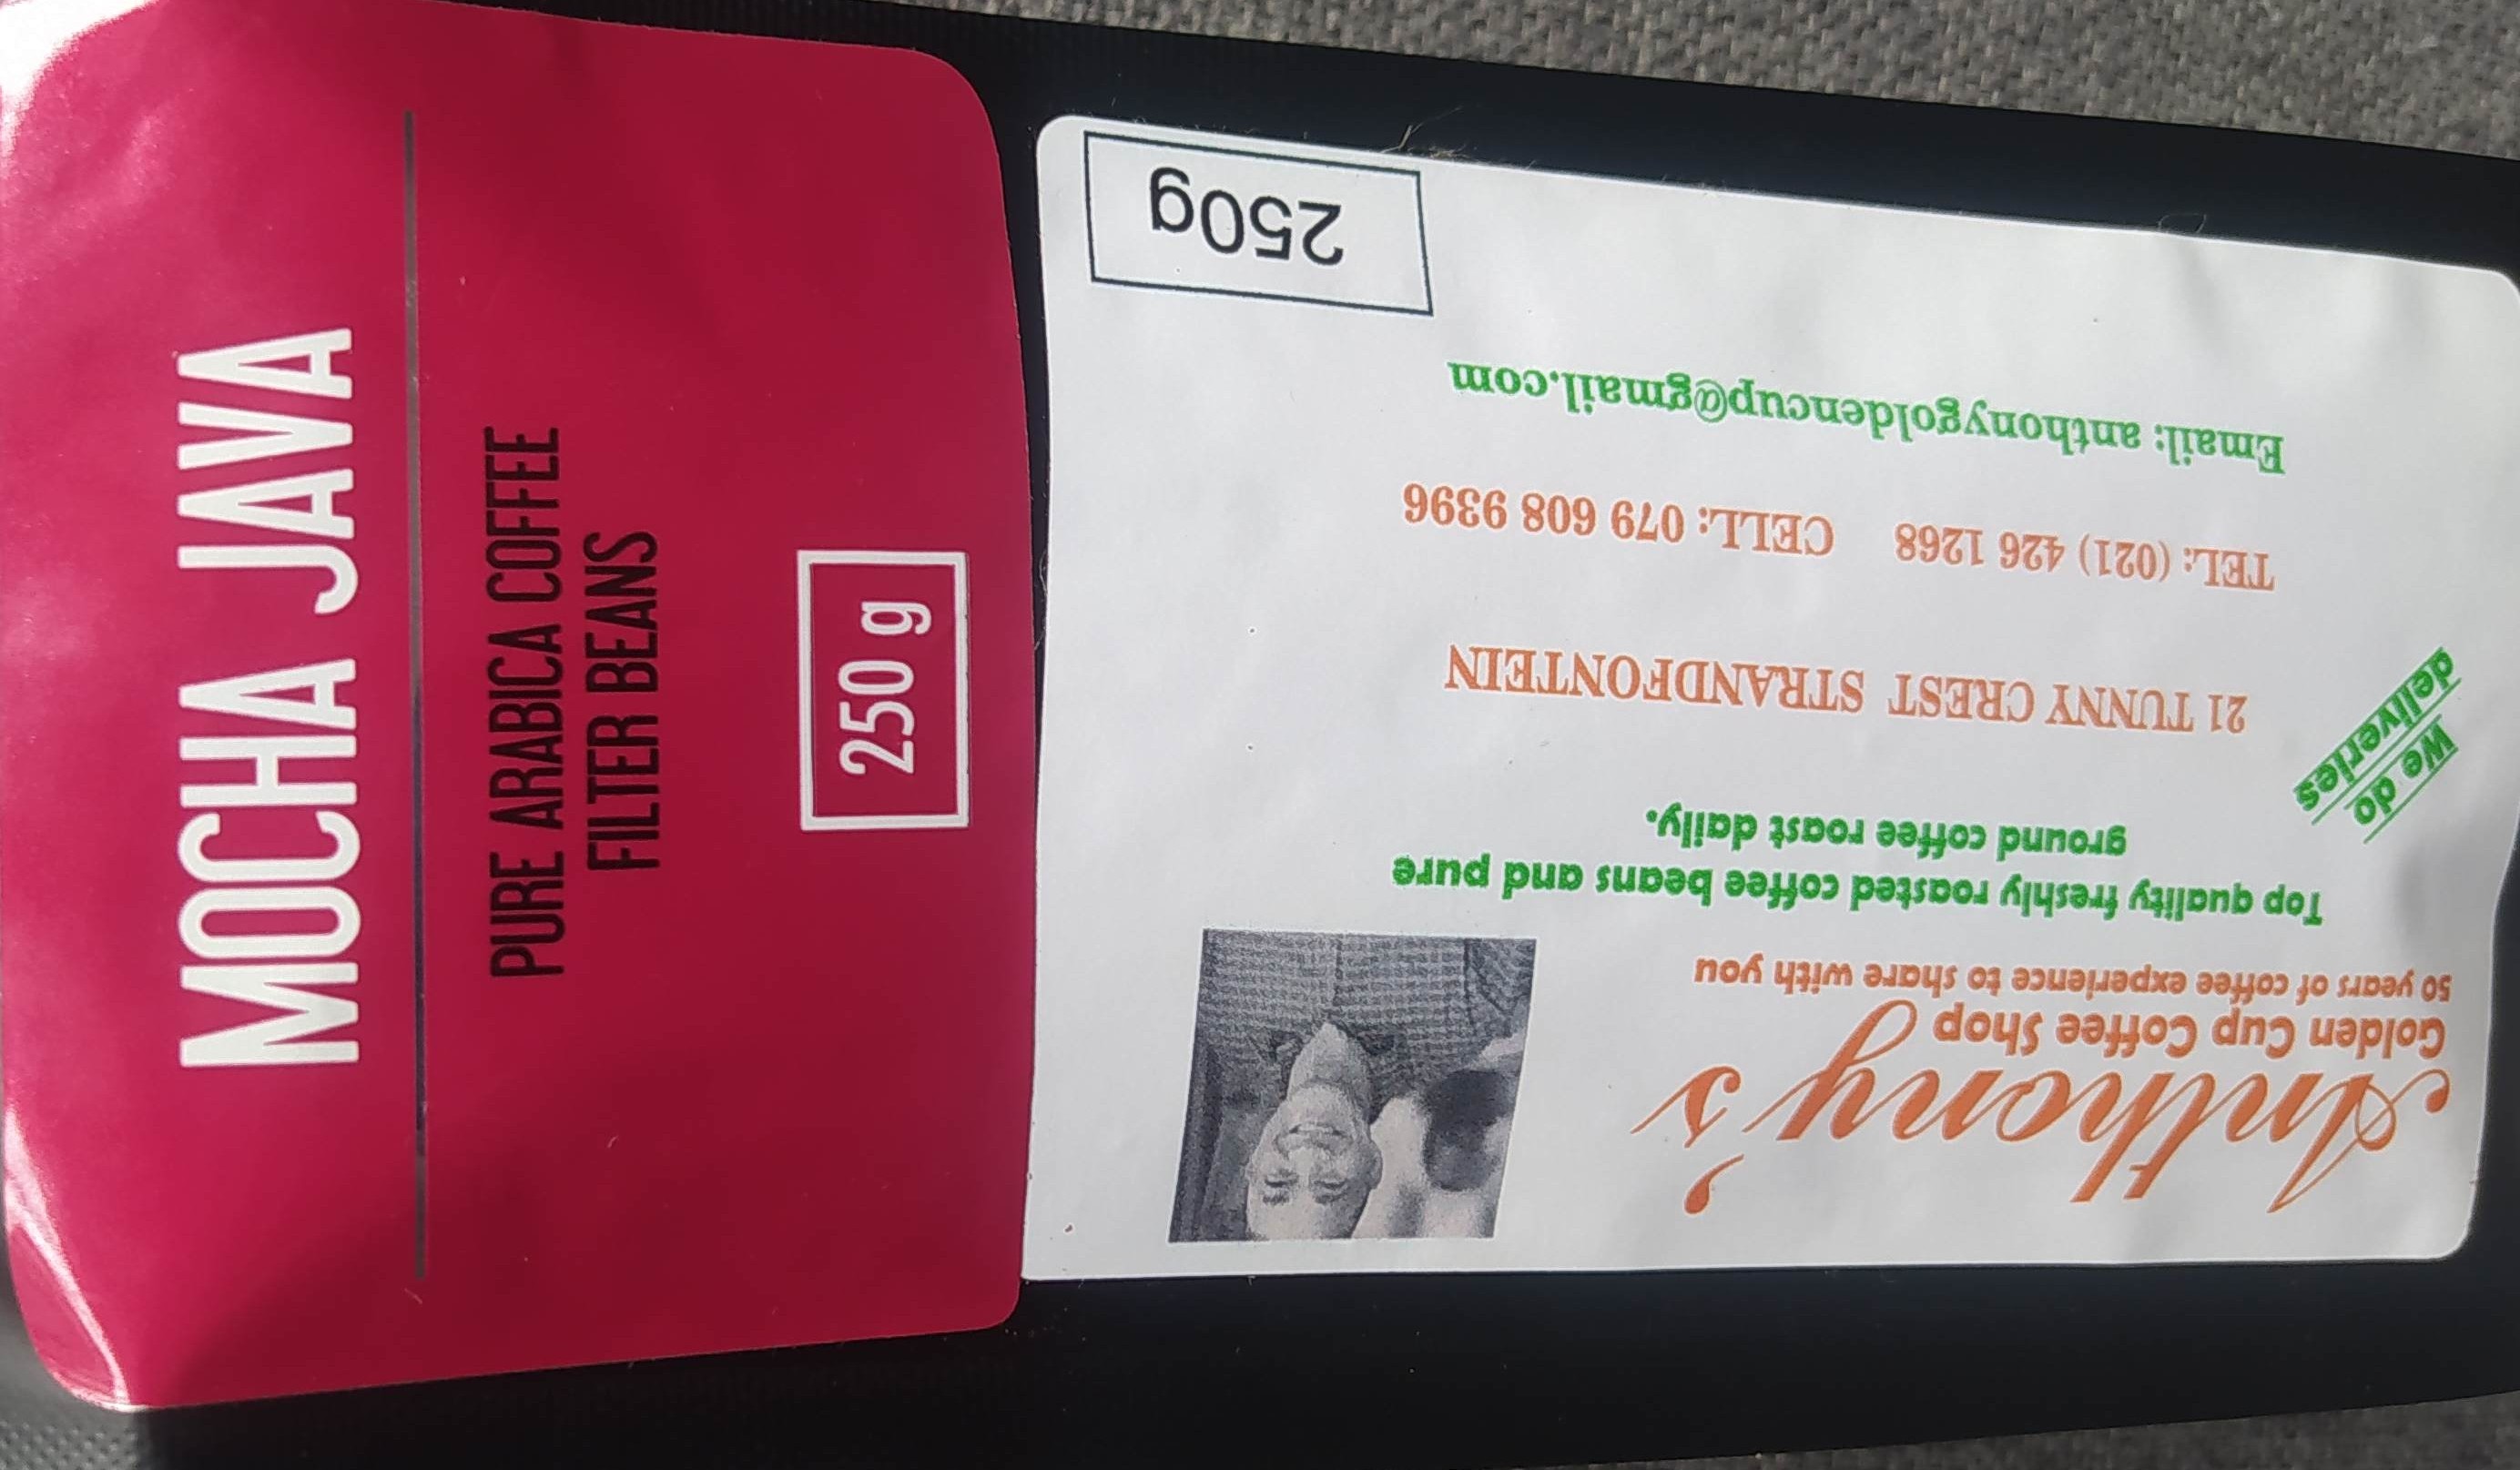 Anthony's
Golden Cup Coffee Shop
50 years of coffee experience to share with you
Top quality freshly roasted coffee beans and pure
ground coffee roast daily.
We do
deliveries
21 TUNNY CREST STRANDFONTEIN
TEL: (021) 426 1268 CELL: 079 608 9396
Email: anthonygoldencup@gmail.com
250g
MOCHA JAVA
PURE ARABICA COFFEE
FILTER BEANS
250 g